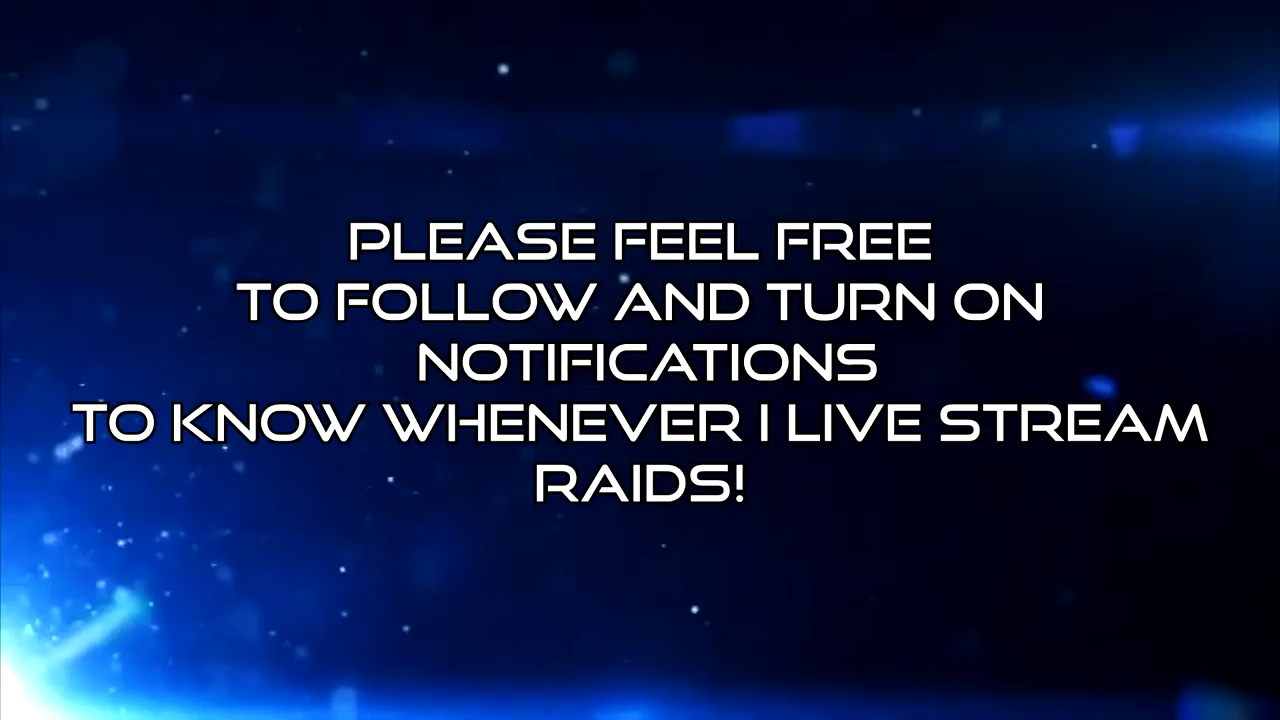 PLEASE FEEL FREE
TO FOLLOW AND TURN ON
NOTIFICATIONS
TO KNOW WHENEVER I LIVE STREAM
RAIDS!